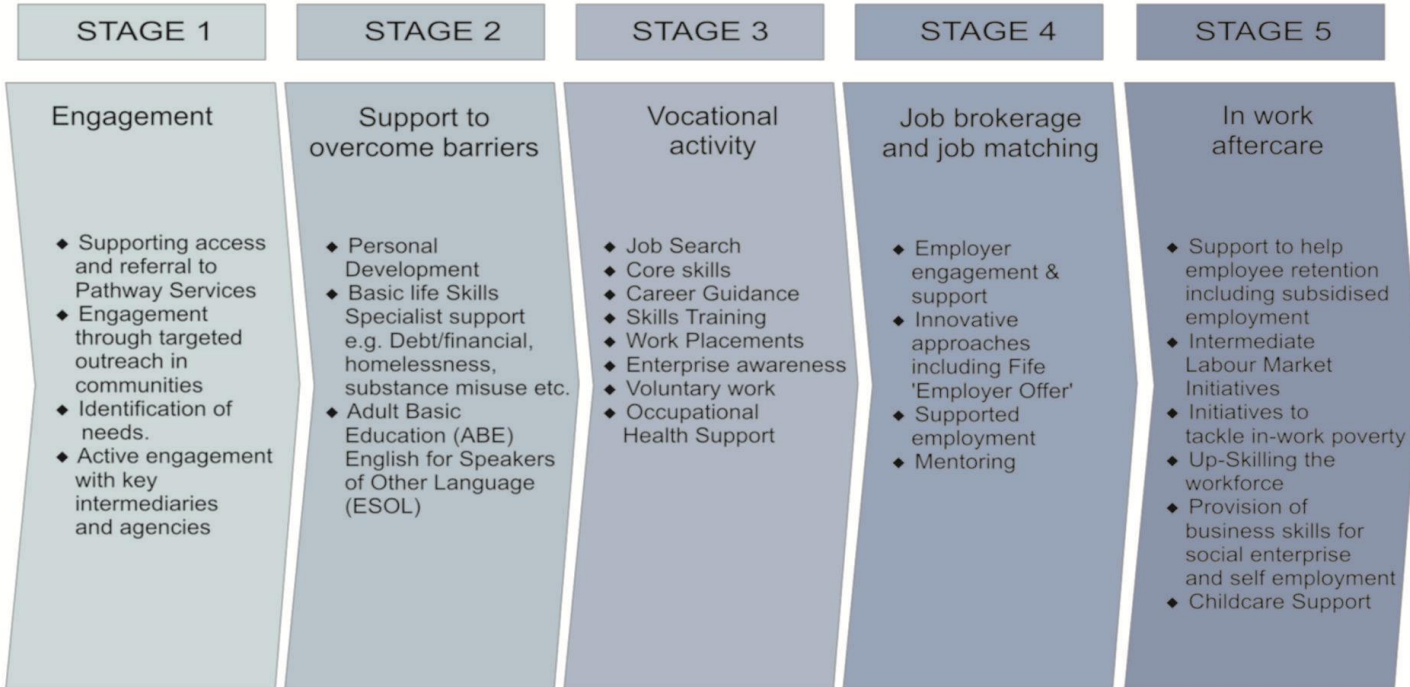 STAGE 1
Engagement
◆ Supporting access
and referral to
Pathway Services
◆ Engagement
through targeted
outreach in
communities
◆ Identification of
needs.
◆ Active engagement
with key
intermediaries
and agencies
STAGE 2
Support to
overcome barriers
◆ Personal
Development
◆ Basic life Skills
Specialist support
e.g. Debt/financial,
homelessness,
substance misuse etc.
◆ Adult Basic
Education (ABE)
English for Speakers
of Other Language
(ESOL)
STAGE 3
Vocational
activity
◆ Job Search
◆ Core skills
◆ Career Guidance
◆ Skills Training
◆ Work Placements
◆ Enterprise awareness
◆ Voluntary work
◆ Occupational
Health Support
STAGE 4
Job brokerage
and job matching
◆ Employer
engagement &
support
◆ Innovative
approaches
including Fife
'Employer Offer'
◆ Supported
employment
◆ Mentoring
STAGE 5
In work
aftercare
◆ Support to help
employee retention
including subsidised
employment
◆ Intermediate
Labour Market
Initiatives
◆ Initiatives to
tackle in-work poverty
◆ Up-Skilling the
workforce
◆ Provision of
business skills for
social enterprise
and self employment
◆ Childcare Support